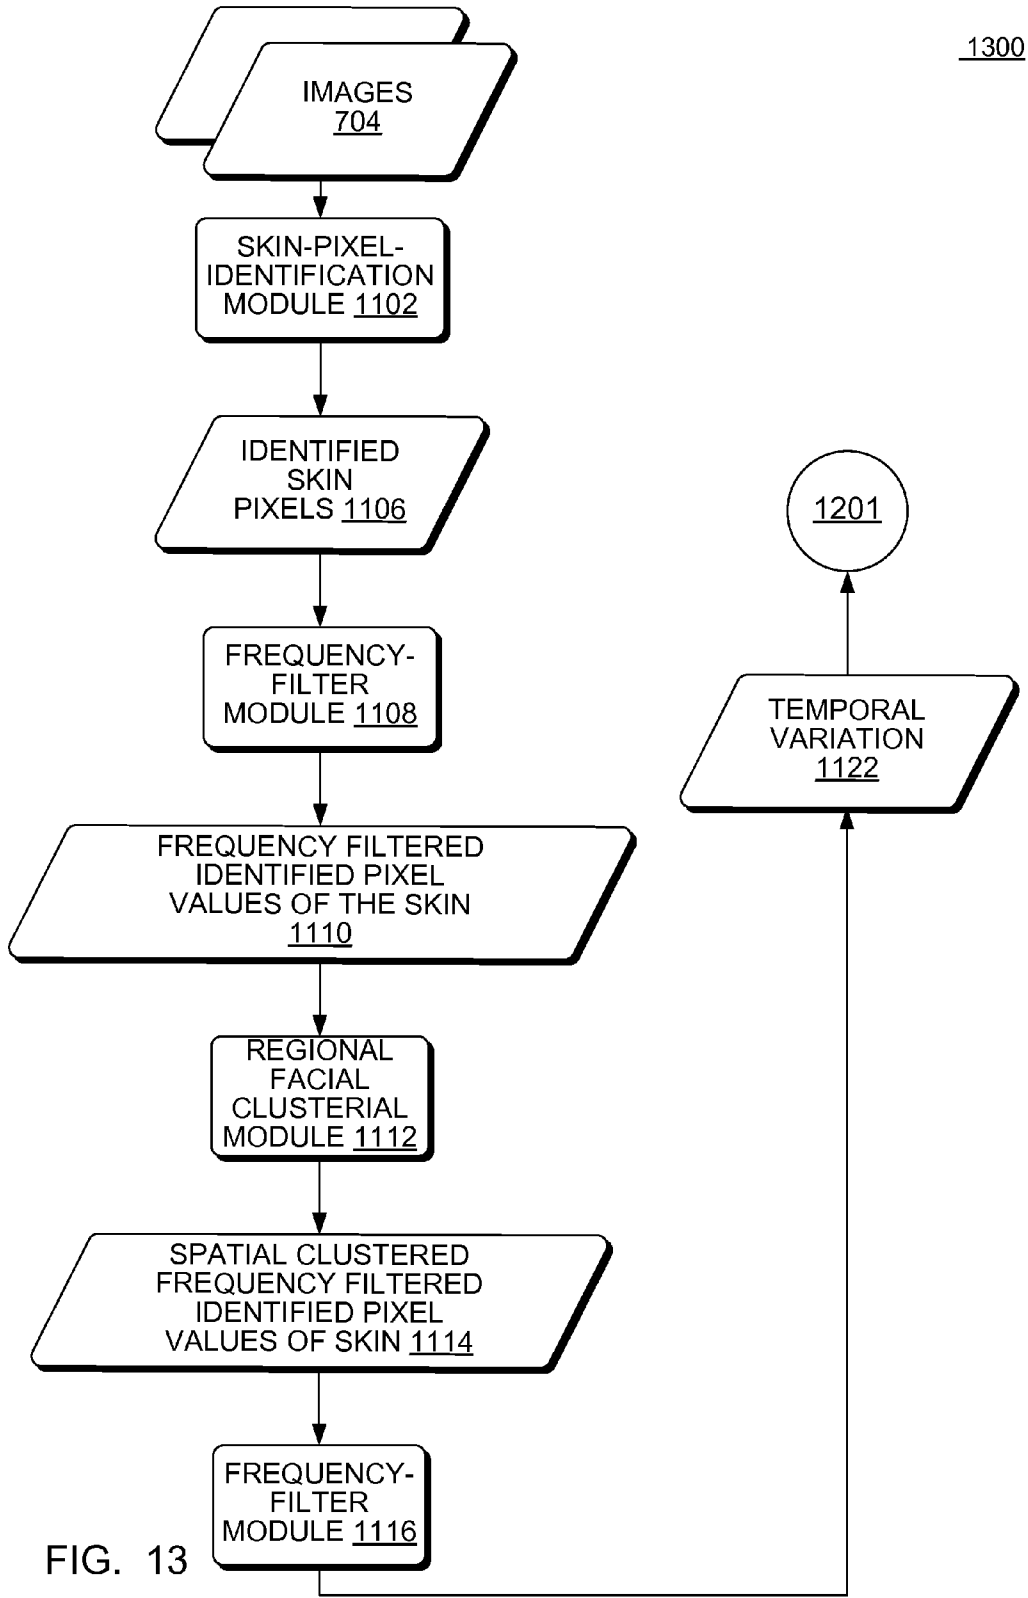 1300
IMAGES
704
SKIN-PIXEL-
IDENTIFICATION
MODULE 1102
IDENTIFIED
SKIN
PIXELS 1106
FREQUENCY-
FILTER
MODULE 1108
FREQUENCY FILTERED
IDENTIFIED PIXEL
VALUES OF THE SKIN
1110
REGIONAL
FACIAL
CLUSTERIAL
MODULE 1112
SPATIAL CLUSTERED
FREQUENCY FILTERED
IDENTIFIED PIXEL
VALUES OF SKIN 1114
FREQUENCY-
FILTER
MODULE 1116
TEMPORAL
VARIATION
1122
1201
FIG. 13